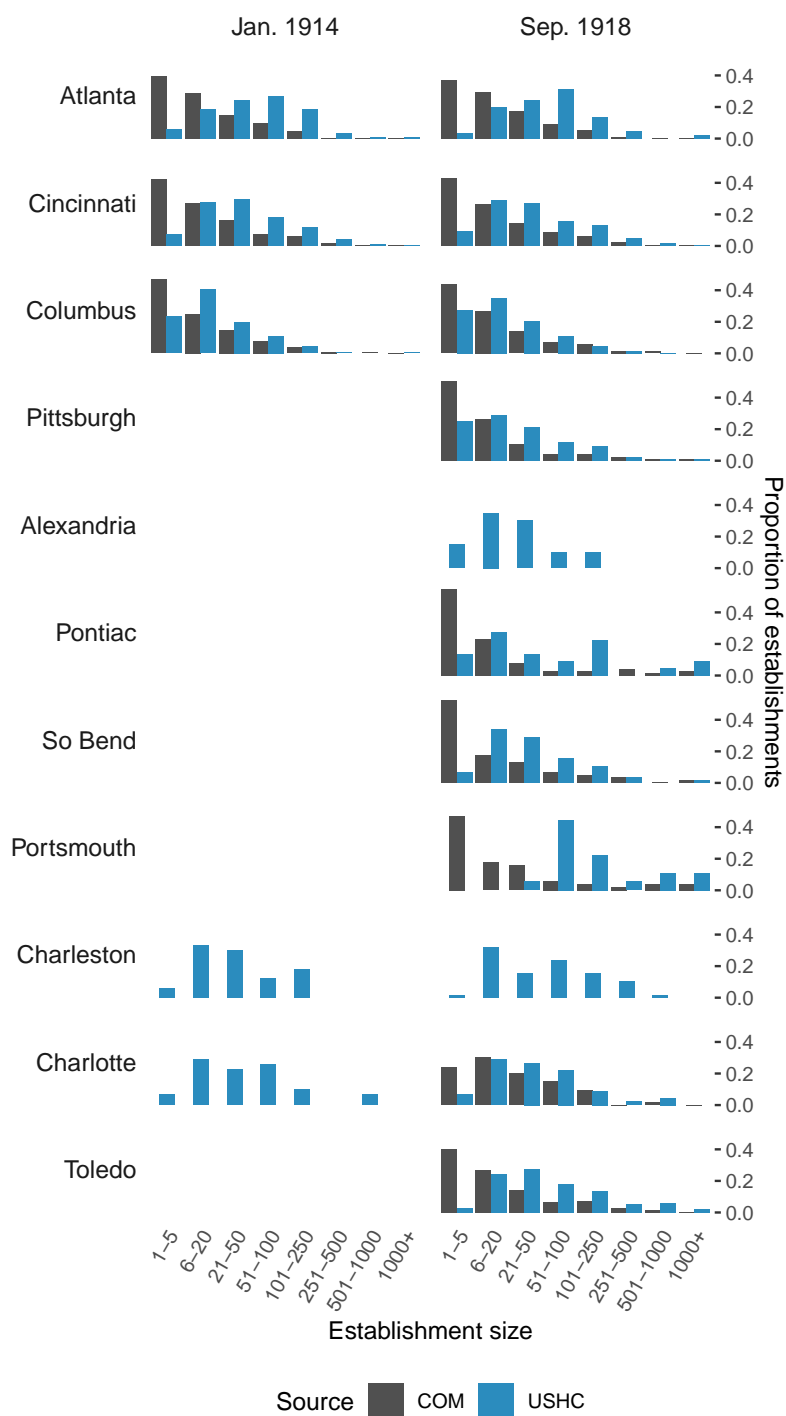 Jan. 1914 Sep. 1918
Atlanta
0.4
0.2
0.0
Cincinnati
0.4
0.2
0.0
Columbus
0.4
0.2
0.0
Pittsburgh
0.4
0.2
0.0
Alexandria
0.4
0.2
0.0
Pontiac
0.4
0.2
0.0
So Bend
0.4
0.2
0.0
Portsmouth
0.4
0.2
0.0
Charleston
0.4
0.2
0.0
Charlotte
0.4
0.2
0.0
Toledo
0.4
0.2
0.0
Proportion of establishments
1–5 6–20 21–50 51–100 101–250 251–500 501–1000 1000+ 1–5 6–20 21–50 51–100 101–250 251–500 501–1000 1000+
Establishment size
Source COM USHC